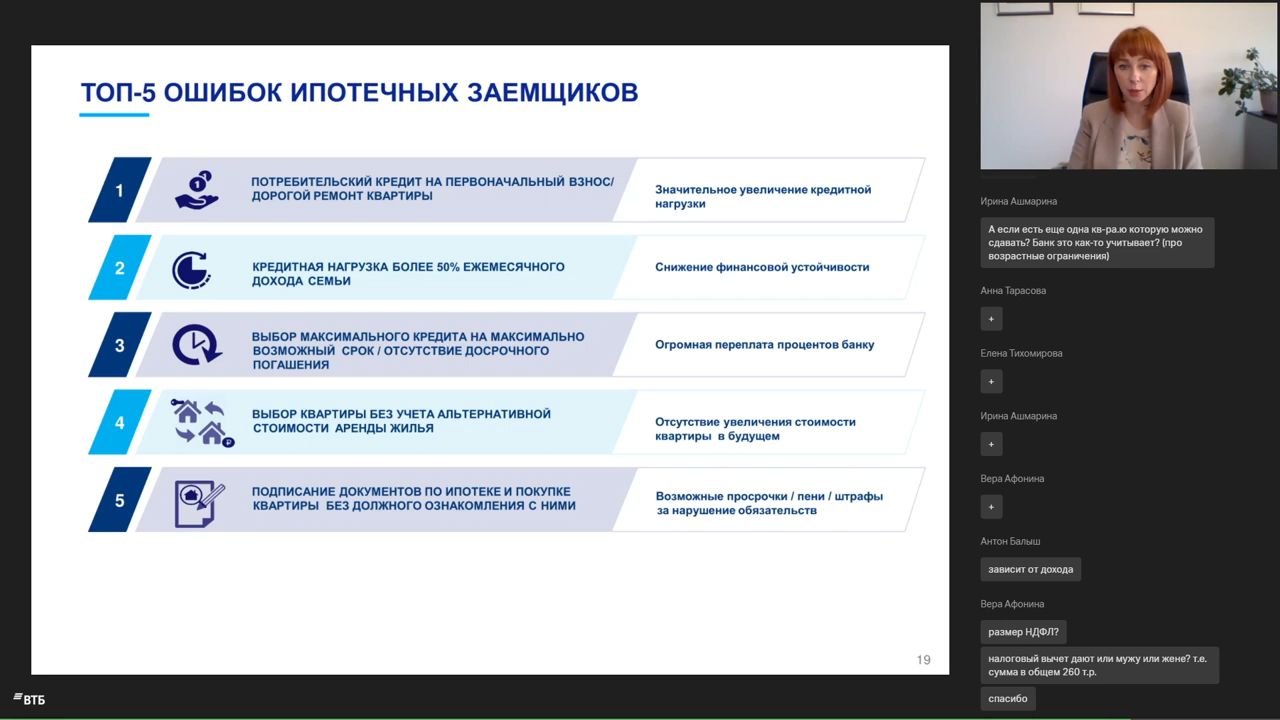 ТОП-5 ОШИБОК ИПОТЕЧНЫХ ЗАЕМЩИКОВ
1
ПОТРЕБИТЕЛЬСКИЙ КРЕДИТ НА ПЕРВОНАЧАЛЬНЫЙ ВЗНОС/
ДОРОГОЙ РЕМОНТ КВАРТИРЫ
Значительное увеличение кредитной
нагрузки
2
КРЕДИТНАЯ НАГРУЗКА БОЛЕЕ 50% ЕЖЕМЕСЯЧНОГО
ДОХОДА СЕМЬИ
Снижение финансовой устойчивости
3
ВЫБОР МАКСИМАЛЬНОГО КРЕДИТА НА МАКСИМАЛЬНО
ВОЗМОЖНЫЙ СРОК / ОТСУТСТВИЕ ДОСРОЧНОГО
ПОГАШЕНИЯ
Огромная переплата процентов банку
4
ВЫБОР КВАРТИРЫ БЕЗ УЧЕТА АЛЬТЕРНАТИВНОЙ
СТОИМОСТИ АРЕНДЫ ЖИЛЬЯ
Отсутствие увеличения стоимости
квартиры в будущем
5
ПОДПИСАНИЕ ДОКУМЕНТОВ ПО ИПОТЕКЕ И ПОКУПКЕ
КВАРТИРЫ БЕЗ ДОЛЖНОГО ОЗНАКОМЛЕНИЯ С НИМИ
Возможные просрочки / пени / штрафы
за нарушение обязательств
19
ВТБ
Ирина Ашмарина
А если есть еще одна кв-ра.ю которую можно
сдавать? Банк это как-то учитывает? (про
возрастные ограничения)
Анна Тарасова
+
Елена Тихомирова
+
Ирина Ашмарина
+
Вера Афонина
+
Антон Балыш
зависит от дохода
Вера Афонина
размер НДФЛ?
налоговый вычет дают или мужу или жене? т.е.
сумма в общем 260 т.р.
спасибо